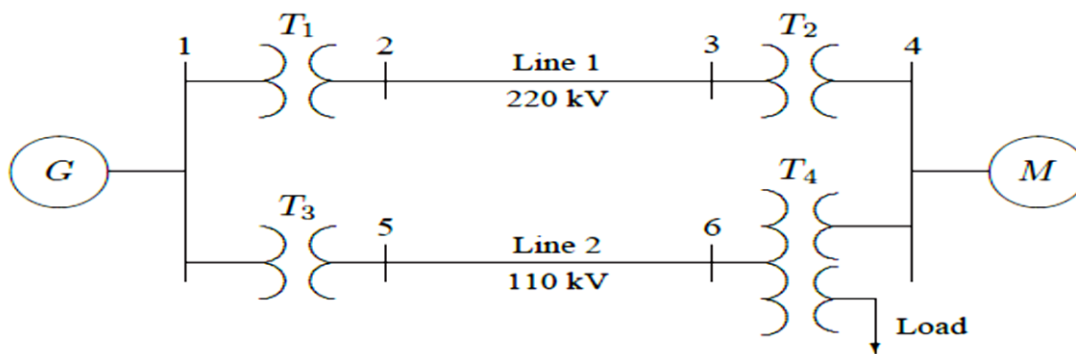 1 T₁ 2 Line 1 3 T₂ 4
220 kV
G M
T₃ 5 Line 2 6 T₄
110 kV
Load